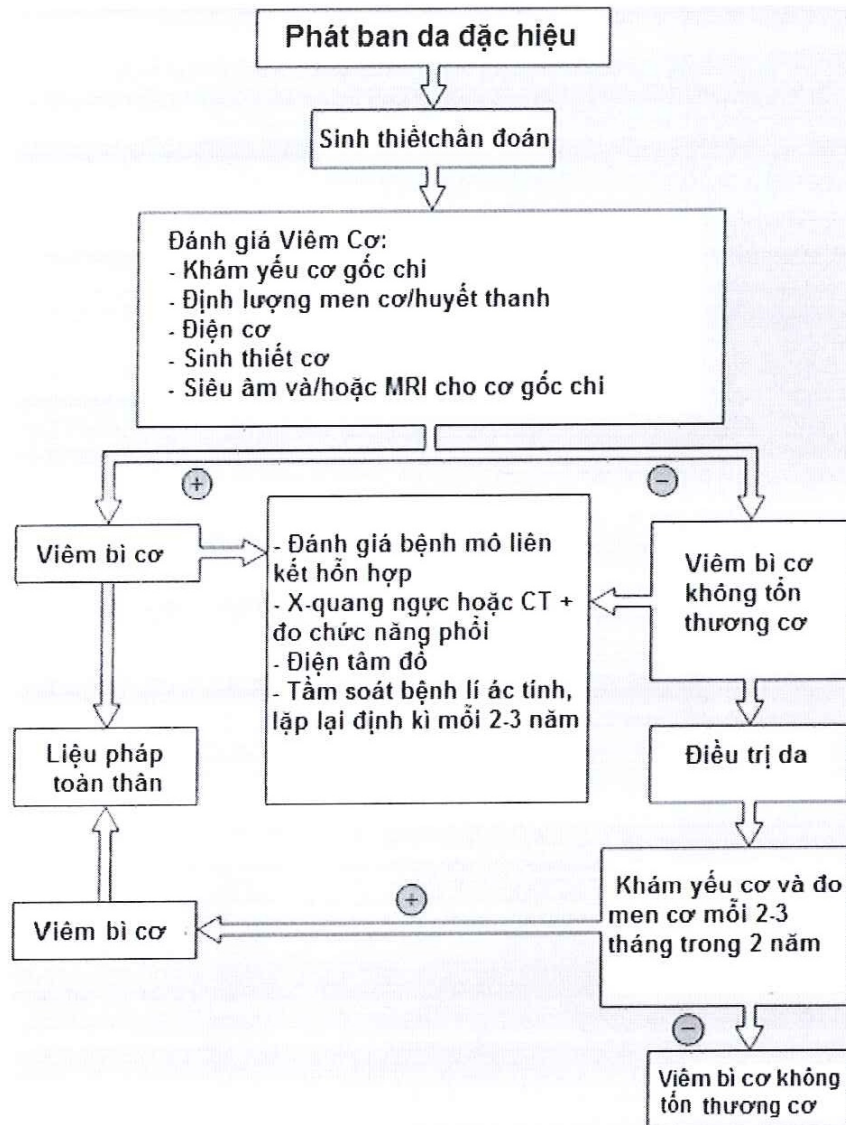 Phát ban da đặc hiệu
Sinh thiếtchẩn đoán
Đánh giá Viêm Cơ:
- Khám yếu cơ gốc chi
- Định lượng men cơ/huyết thanh
- Điện cơ
- Sinh thiết cơ
- Siêu âm và/hoặc MRI cho cơ gốc chi
+
−
Viêm bì cơ
- Đánh giá bệnh mô liên
kết hỗn hợp
- X-quang ngực hoặc CT +
đo chức năng phổi
- Điện tâm đồ
- Tầm soát bệnh lí ác tính,
lặp lại định kì mỗi 2-3 năm
Viêm bì cơ
không tổn
thương cơ
Liệu pháp
toàn thân
Điều trị da
Khám yếu cơ và đo
men cơ mỗi 2-3
tháng trong 2 năm
+
Viêm bì cơ
−
Viêm bì cơ không
tổn thương cơ